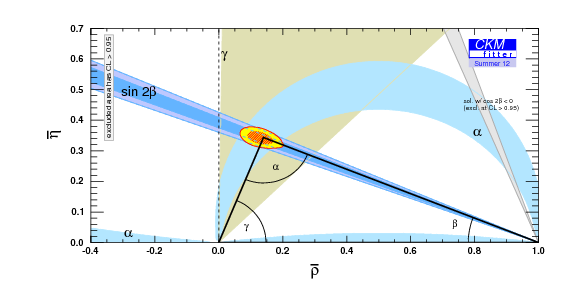 0.7
0.6
0.5
0.4
0.3
0.2
0.1
0.0
-0.4
-0.2
0.0
0.2
0.4
0.6
0.8
1.0
η̅
ρ̅
excluded area has CL > 0.95
γ
sin 2β
CKM
fitter
Summer 12
sol. w/ cos 2β < 0
(excl. at CL > 0.95)
α
α
α
γ
β